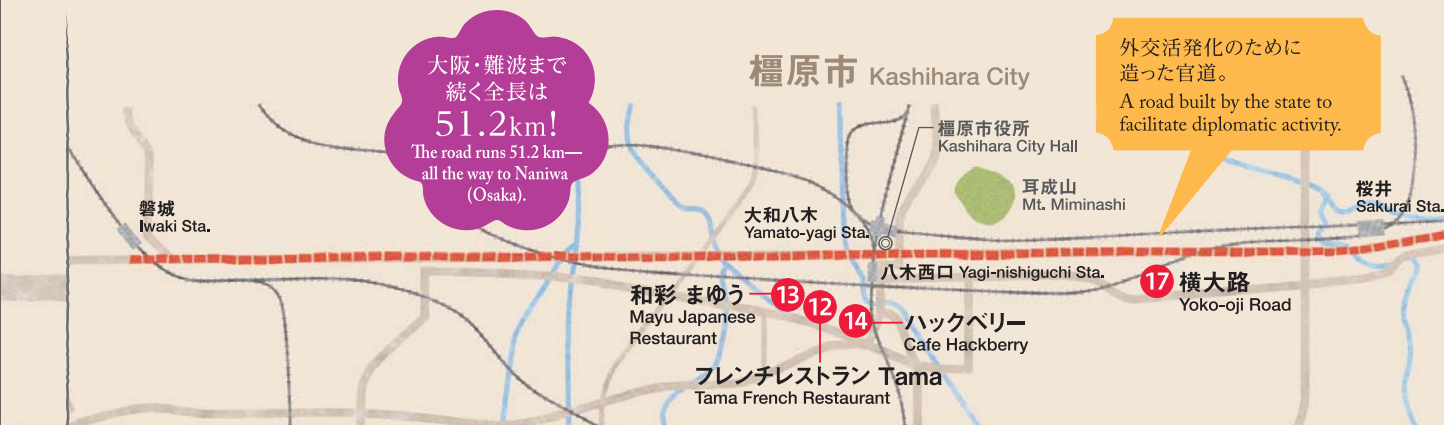 大阪・難波まで
続く全長は
51.2km!
The road runs 51.2 km—
all the way to Naniwa
(Osaka).
橿原市 Kashihara City
外交活発化のために
造った官道。
A road built by the state to
facilitate diplomatic activity.
橿原市役所
Kashihara City Hall
耳成山
Mt. Miminashi
桜井
Sakurai Sta.
磐城
Iwaki Sta.
大和八木
Yamato-yagi Sta.
八木西口 Yagi-nishiguchi Sta.
17 横大路
Yoko-oji Road
和彩 まゆう 13
Mayu Japanese
Restaurant
12
14 ハックベリー
Cafe Hackberry
フレンチレストラン Tama
Tama French Restaurant